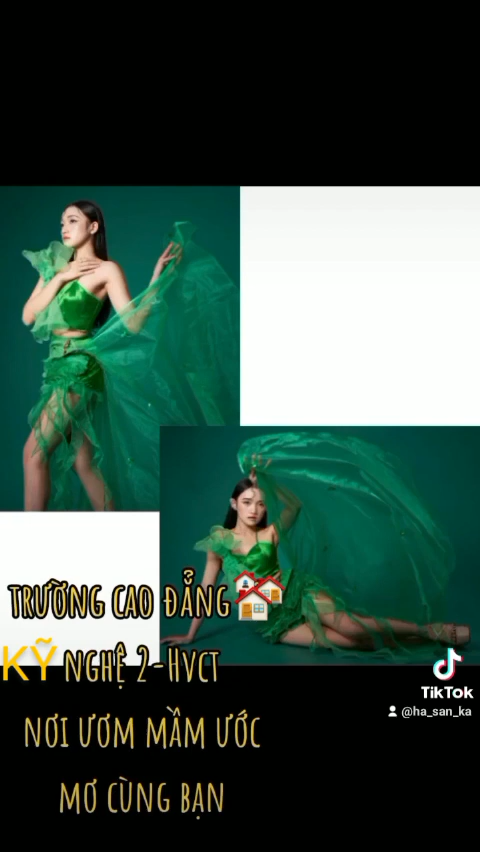 TRƯỜNG CAO ĐẲNG
KỸ NGHỆ 2-HVCT
NƠI ƯƠM MẦM ƯỚC
MƠ CÙNG BẠN
TikTok
@ha_san_ka